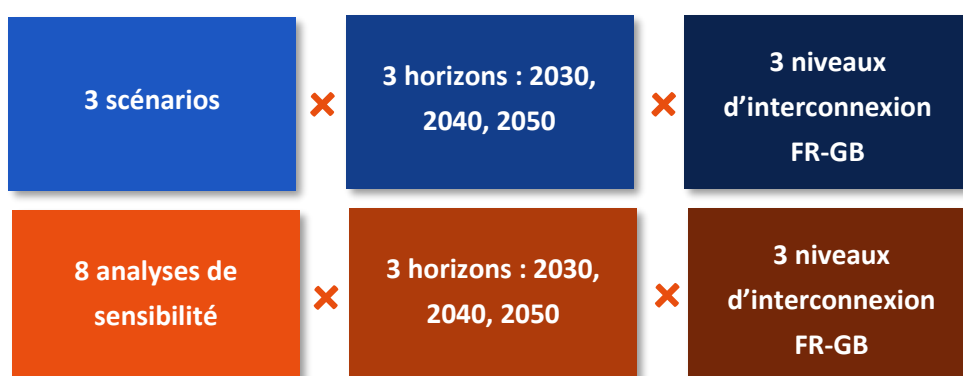 3 scénarios
×
3 horizons : 2030,
2040, 2050
×
3 niveaux
d'interconnexion
FR-GB
8 analyses de
sensibilité
×
3 horizons : 2030,
2040, 2050
×
3 niveaux
d'interconnexion
FR-GB